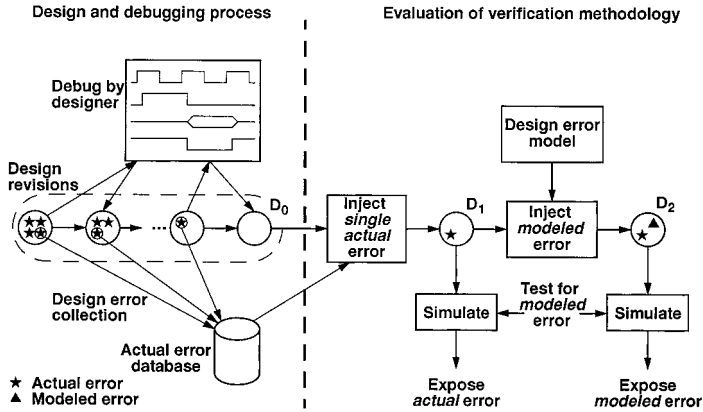 Design and debugging process
Evaluation of verification methodology
Debug by
designer
Design
revisions
...
D0
Design error
collection
Actual error
database
★ Actual error
▲ Modeled error
Inject
single
actual
error
D1
Design error
model
Inject
modeled
error
D2
Simulate
Test for
modeled
error
Simulate
Expose
actual error
Expose
modeled error